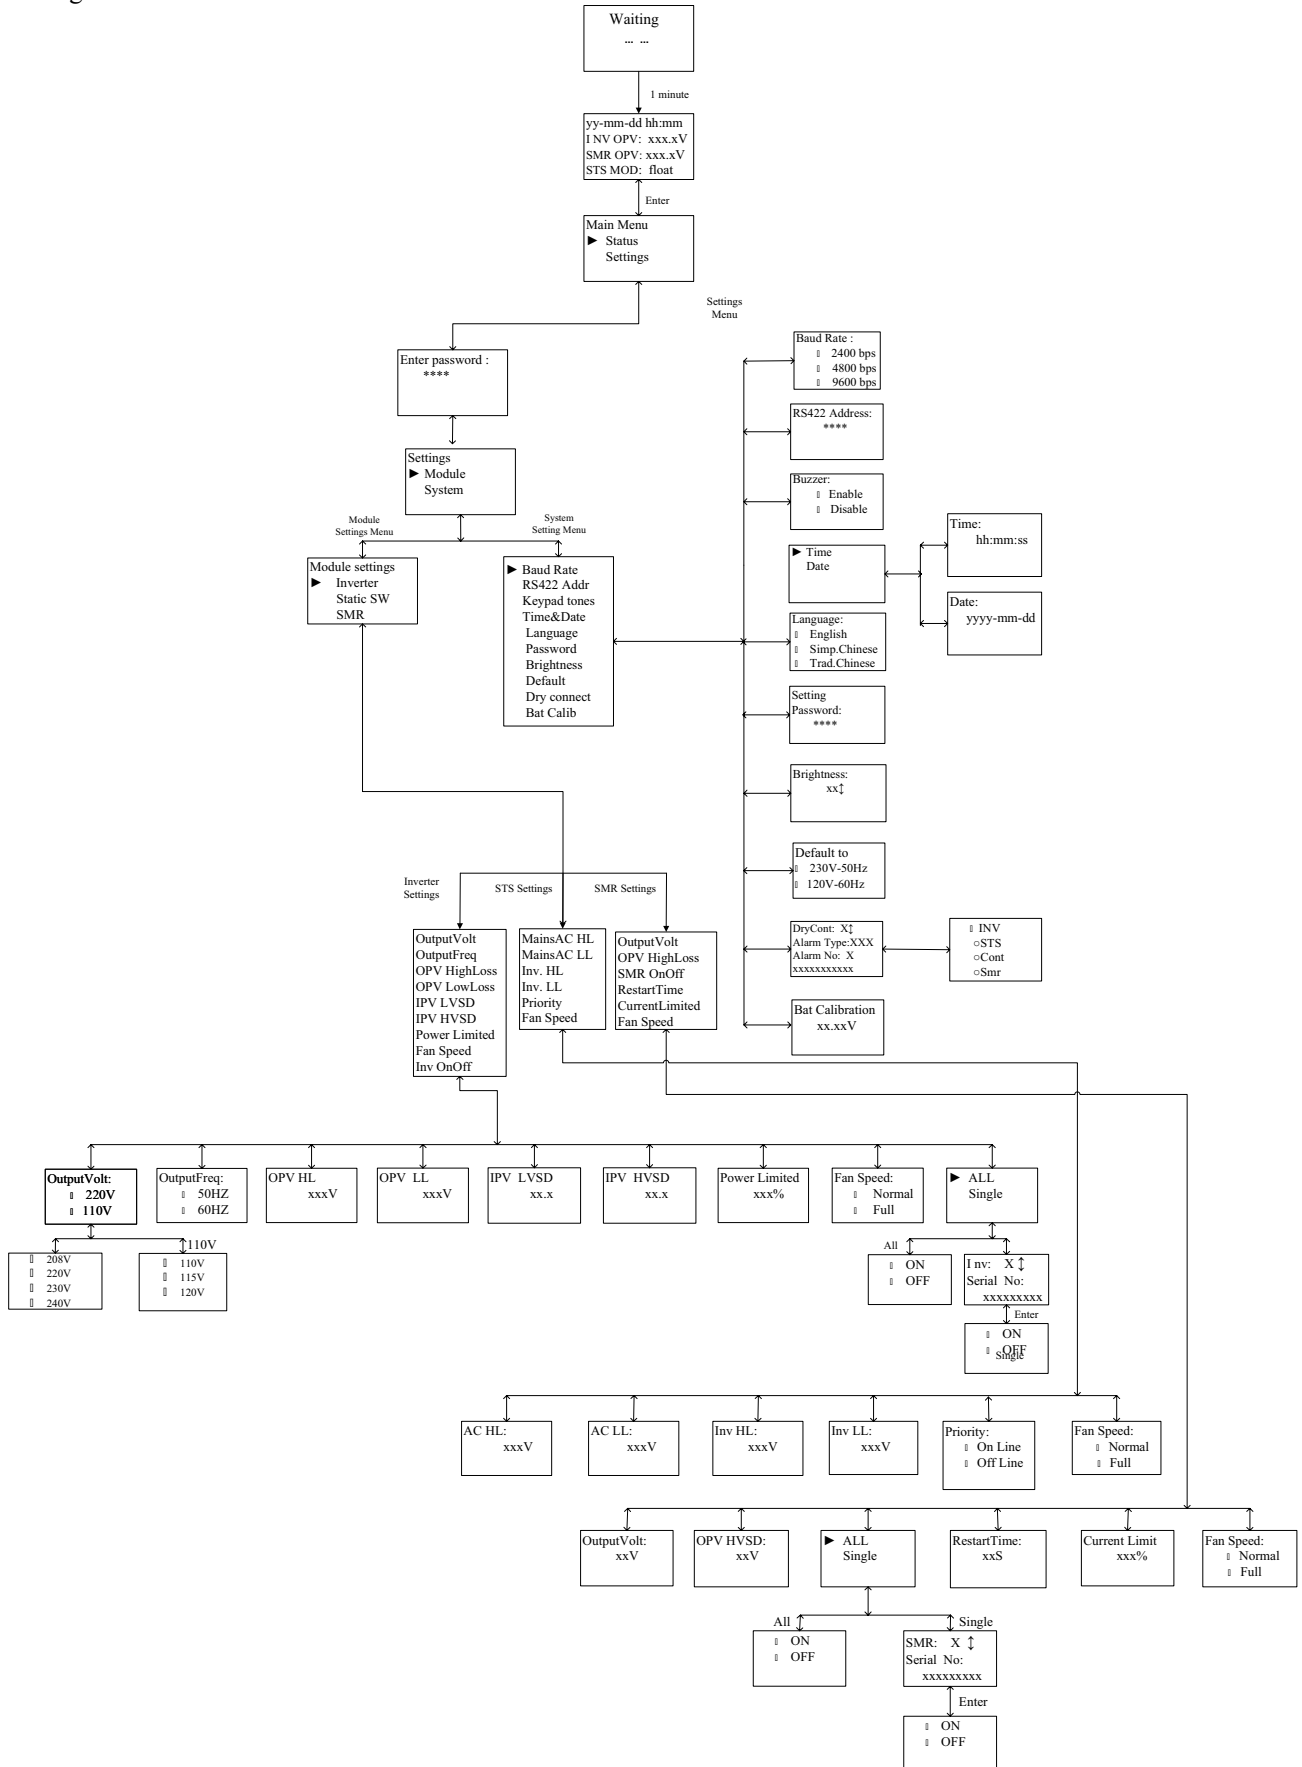 Waiting
... ...
1 minute
yy-mm-dd hh:mm
I NV OPV: xxx.xV
SMR OPV: xxx.xV
STS MOD: float
Enter
Main Menu
► Status
Settings
Settings
Menu
Enter password :
****
Settings
► Module
System
Module
Settings Menu
System
Setting Menu
Module settings
► Inverter
Static SW
SMR
► Baud Rate
RS422 Addr
Keypad tones
Time&Date
Language
Password
Brightness
Default
Dry connect
Bat Calib
Baud Rate :
▯ 2400 bps
▯ 4800 bps
▯ 9600 bps
RS422 Address:
****
Buzzer:
▯ Enable
▯ Disable
► Time
Date
Time:
hh:mm:ss
Date:
yyyy-mm-dd
Language:
▯ English
▯ Simp.Chinese
▯ Trad.Chinese
Setting
Password:
****
Brightness:
xx↕
Default to
▯ 230V-50Hz
▯ 120V-60Hz
DryCont: X↕
Alarm Type:XXX
Alarm No: X
xxxxxxxxxxx
▯ INV
○STS
○Cont
○Smr
Bat Calibration
xx.xxV
Inverter
Settings
STS Settings
SMR Settings
OutputVolt
OutputFreq
OPV HighLoss
OPV LowLoss
IPV LVSD
IPV HVSD
Power Limited
Fan Speed
Inv OnOff
MainsAC HL
MainsAC LL
Inv. HL
Inv. LL
Priority
Fan Speed
OutputVolt
OPV HighLoss
SMR OnOff
RestartTime
CurrentLimited
Fan Speed
OutputVolt:
▯ 220V
▯ 110V
OutputFreq:
▯ 50HZ
▯ 60HZ
OPV HL
xxxV
OPV LL
xxxV
IPV LVSD
xx.x
IPV HVSD
xx.x
Power Limited
xxx%
Fan Speed:
▯ Normal
▯ Full
► ALL
Single
▯ 208V
▯ 220V
▯ 230V
▯ 240V
110V
▯ 110V
▯ 115V
▯ 120V
All
▯ ON
▯ OFF
I nv: X ↕
Serial No:
xxxxxxxxx
Enter
▯ ON
▯ OFF
Single
AC HL:
xxxV
AC LL:
xxxV
Inv HL:
xxxV
Inv LL:
xxxV
Priority:
▯ On Line
▯ Off Line
Fan Speed:
▯ Normal
▯ Full
OutputVolt:
xxV
OPV HVSD:
xxV
► ALL
Single
RestartTime:
xxS
Current Limit
xxx%
Fan Speed:
▯ Normal
▯ Full
All
▯ ON
▯ OFF
Single
SMR: X ↕
Serial No:
xxxxxxxxx
Enter
▯ ON
▯ OFF